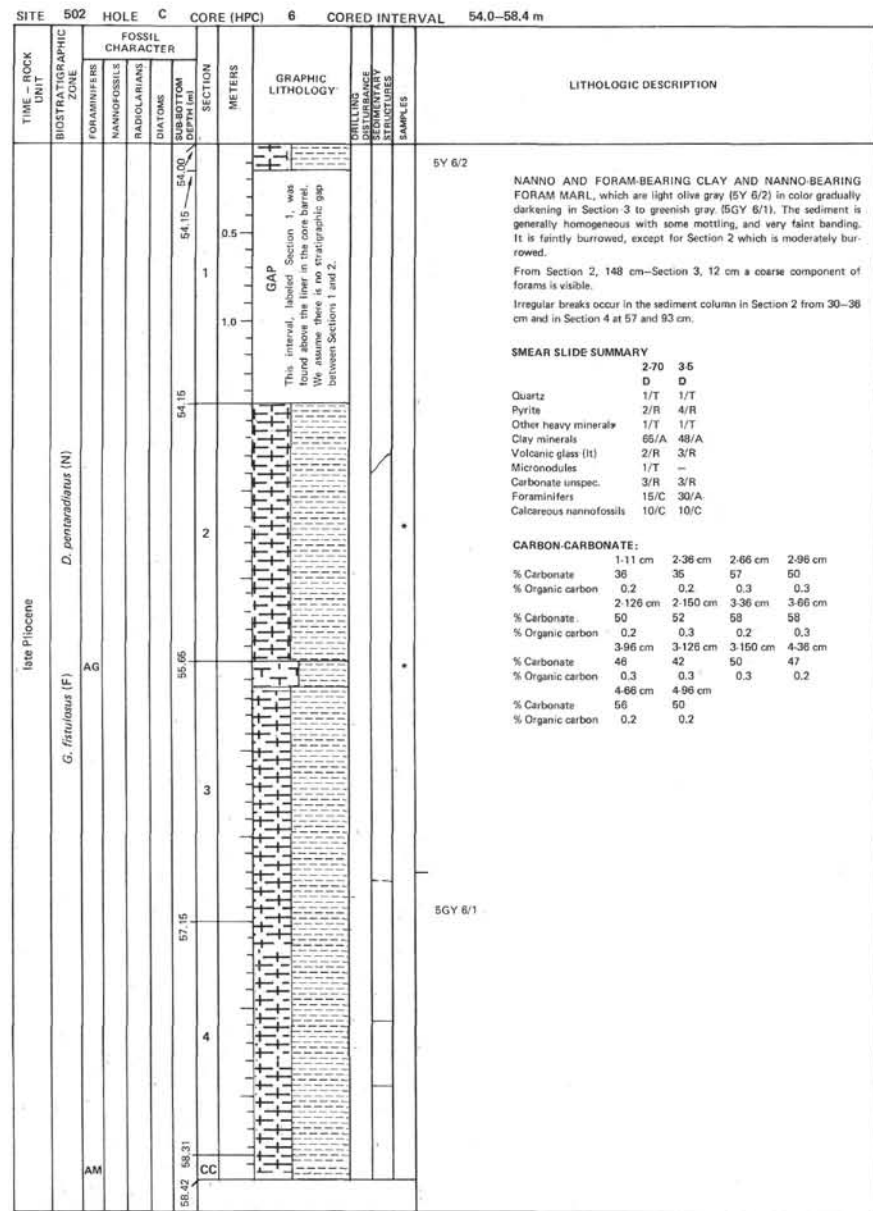 SITE 502 HOLE C CORE (HPC) 6 CORED INTERVAL 54.0–58.4 m
TIME – ROCK UNIT
BIOSTRATIGRAPHIC ZONE
FOSSIL CHARACTER
FORAMINIFERS
NANNOFOSSILS
RADIOLARIANS
DIATOMS
SUB-BOTTOM DEPTH (m)
SECTION
METERS
GRAPHIC LITHOLOGY
DRILLING DISTURBANCE
SEDIMENTARY STRUCTURES
SAMPLES
LITHOLOGIC DESCRIPTION
late Pliocene
D. pentaradiatus (N)
G. fistulosus (F)
AG
AM
54.00
54.15
54.15
55.65
57.15
58.31
58.42
1
2
3
4
CC
0.5
1.0
GAP
This interval, labeled Section 1, was
found above the liner in the core barrel.
We assume there is no stratigraphic gap
between Sections 1 and 2.
*
*
5Y 6/2
5GY 6/1
NANNO AND FORAM-BEARING CLAY AND NANNO-BEARING
FORAM MARL, which are light olive gray (5Y 6/2) in color gradually
darkening in Section 3 to greenish gray. (5GY 6/1). The sediment is
generally homogeneous with some mottling, and very faint banding.
It is faintly burrowed, except for Section 2 which is moderately bur-
rowed.
From Section 2, 148 cm–Section 3, 12 cm a coarse component of
forams is visible.
Irregular breaks occur in the sediment column in Section 2 from 30–36
cm and in Section 4 at 57 and 93 cm.
SMEAR SLIDE SUMMARY
2-70 3-5
D D
Quartz 1/T 1/T
Pyrite 2/R 4/R
Other heavy minerals 1/T 1/T
Clay minerals 65/A 48/A
Volcanic glass (lt) 2/R 3/R
Micronodules 1/T –
Carbonate unspec. 3/R 3/R
Foraminifers 15/C 30/A
Calcareous nannofossils 10/C 10/C
CARBON-CARBONATE:
1-11 cm 2-36 cm 2-66 cm 2-96 cm
% Carbonate 36 35 57 50
% Organic carbon 0.2 0.2 0.3 0.3
2-126 cm 2-150 cm 3-36 cm 3-66 cm
% Carbonate 50 52 58 58
% Organic carbon 0.2 0.3 0.2 0.3
3-96 cm 3-126 cm 3-150 cm 4-36 cm
% Carbonate 46 42 50 47
% Organic carbon 0.3 0.3 0.3 0.2
4-66 cm 4-96 cm
% Carbonate 56 50
% Organic carbon 0.2 0.2